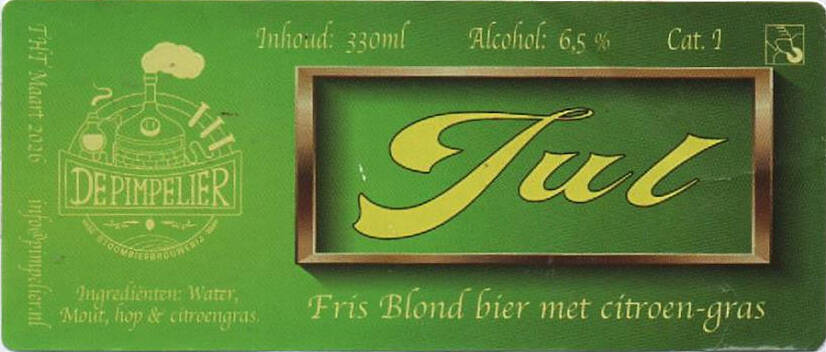 Inhoud: 330ml
Alcohol: 6,5 %
Cat. I
THT Maart 2026
info@pimpelier.nl
DE PIMPELIER
STOOMBIERBROUWERIJ
Jul
Ingrediënten: Water,
Mout, hop & citroengras.
Fris Blond bier met citroen-gras